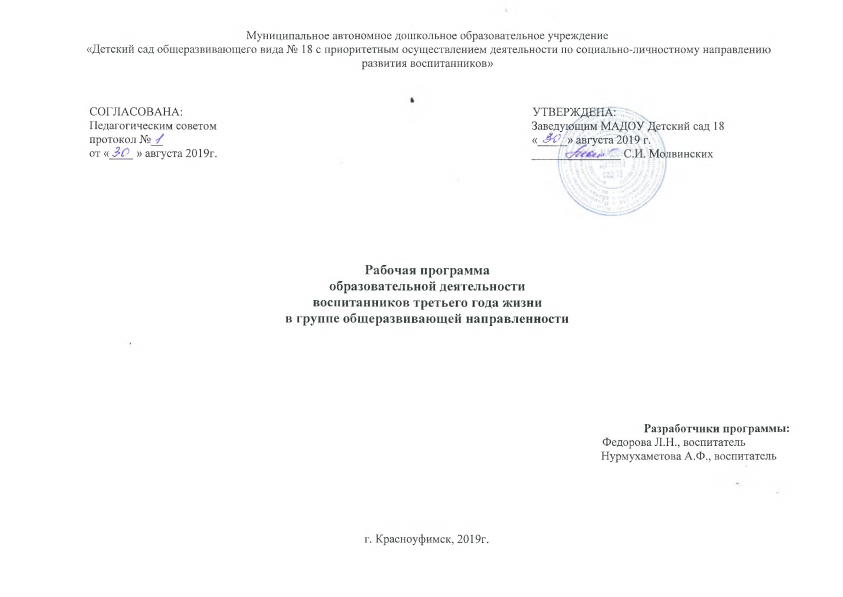 Муниципальное автономное дошкольное образовательное учреждение
«Детский сад общеразвивающего вида № 18 с приоритетным осуществлением деятельности по социально-личностному направлению
развития воспитанников»
СОГЛАСОВАНА:
Педагогическим советом
протокол № 1
от «30» августа 2019г.
УТВЕРЖДЕНА:
Заведующим МАДОУ Детский сад 18
«30» августа 2019 г.
С.И. Молвинских
Рабочая программа
образовательной деятельности
воспитанников третьего года жизни
в группе общеразвивающей направленности
Разработчики программы:
Федорова Л.Н., воспитатель
Нурмухаметова А.Ф., воспитатель
г. Красноуфимск, 2019г.